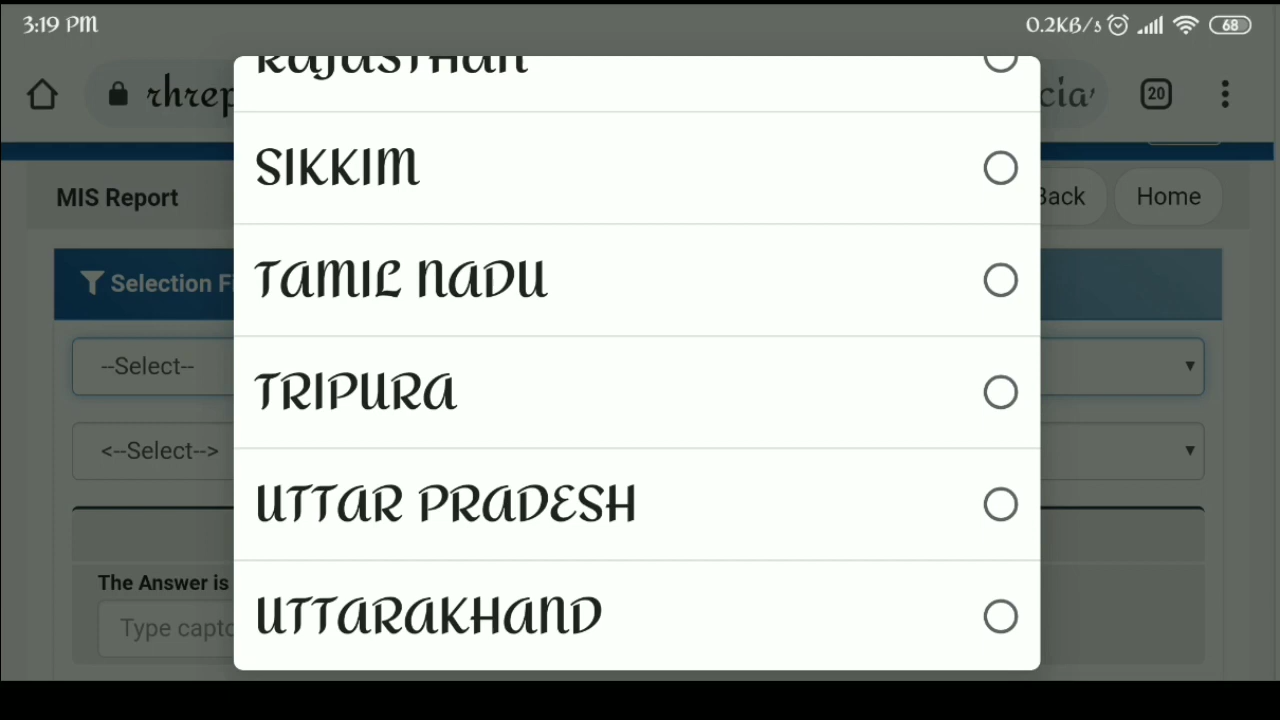 3:19 PM
0.2KB/s
68
20
RAJASTHAN
SIKKIM
MIS Report
Back
Home
TAMIL NADU
Selection
--Select--
TRIPURA
<--Select-->
UTTAR PRADESH
The Answer is
UTTARAKHAND
Type